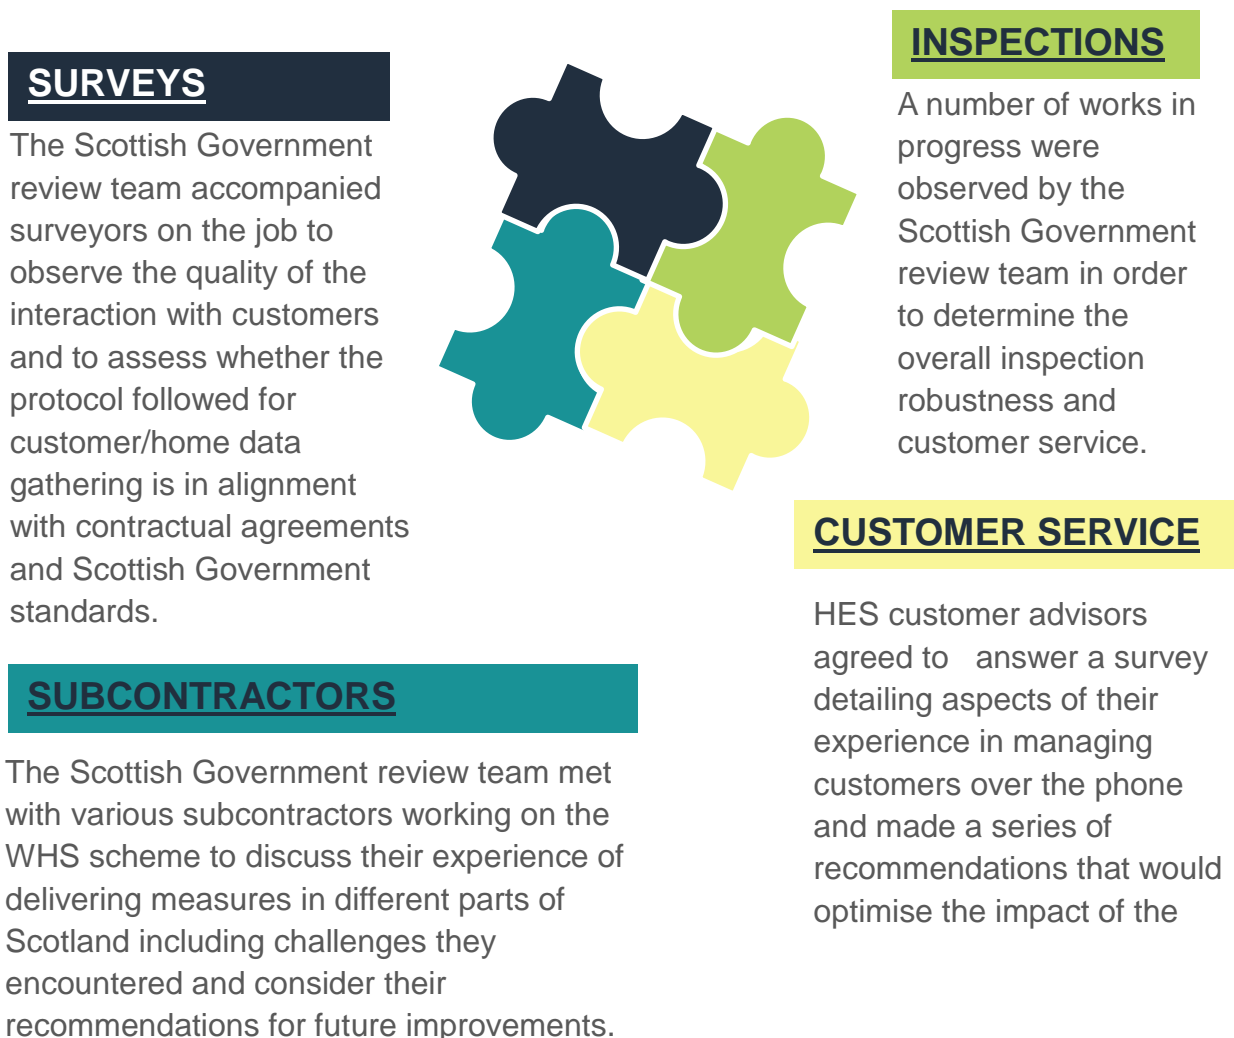 SURVEYS
The Scottish Government
review team accompanied
surveyors on the job to
observe the quality of the
interaction with customers
and to assess whether the
protocol followed for
customer/home data
gathering is in alignment
with contractual agreements
and Scottish Government
standards.
INSPECTIONS
A number of works in
progress were
observed by the
Scottish Government
review team in order
to determine the
overall inspection
robustness and
customer service.
SUBCONTRACTORS
The Scottish Government review team met
with various subcontractors working on the
WHS scheme to discuss their experience of
delivering measures in different parts of
Scotland including challenges they
encountered and consider their
recommendations for future improvements.
CUSTOMER SERVICE
HES customer advisors
agreed to   answer a survey
detailing aspects of their
experience in managing
customers over the phone
and made a series of
recommendations that would
optimise the impact of the